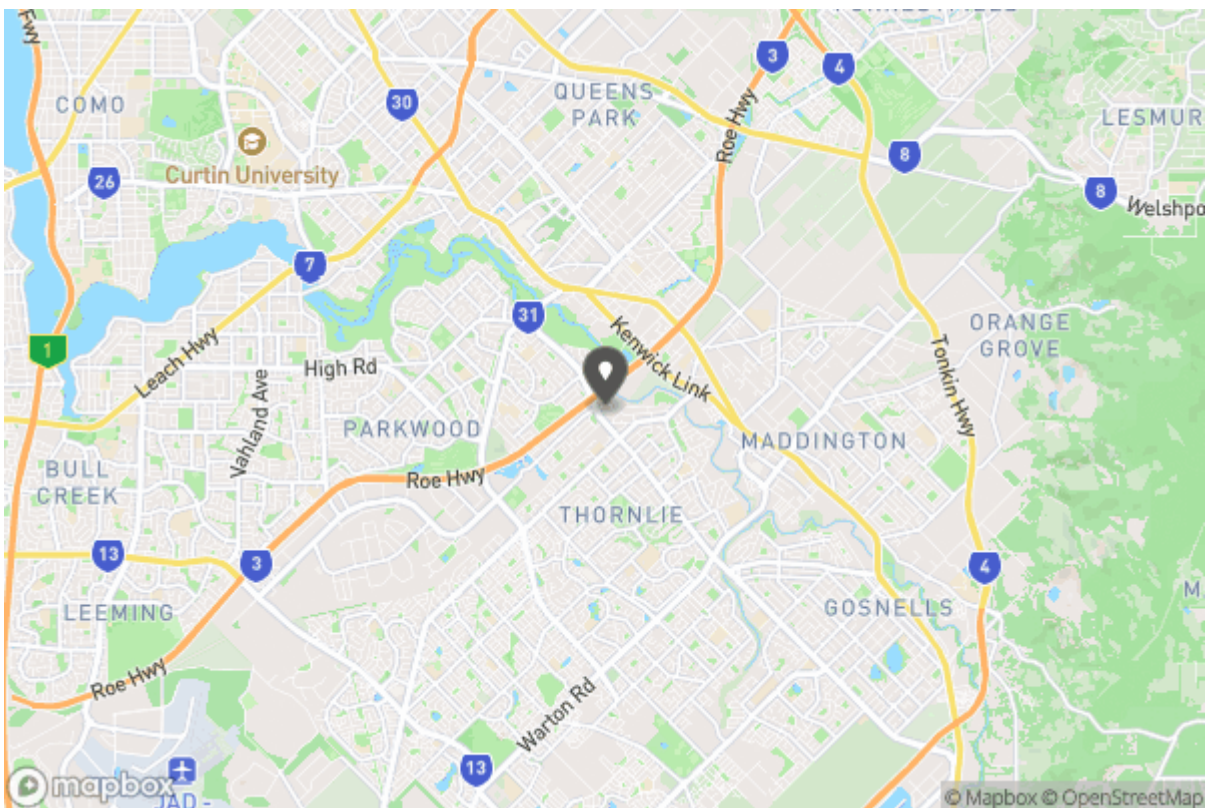 Fwy
FORRESTFIELD
3
4
COMO
30
QUEENS
PARK
Roe Hwy
LESMUR
8
Curtin University
26
8
Welshpo
7
31
ORANGE
GROVE
1
Leach Hwy
High Rd
Kenwick Link
Tonkin Hwy
Vahland Ave
PARKWOOD
MADDINGTON
BULL
CREEK
Roe Hwy
THORNLIE
13
3
4
LEEMING
GOSNELLS
M
Roe Hwy
Warton Rd
13
mapbox
JAD -
© Mapbox © OpenStreetMap